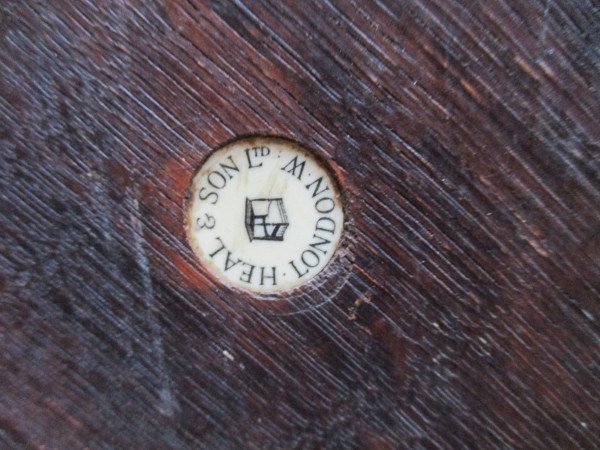 HEAL & SON LTD · LONDON · W ·